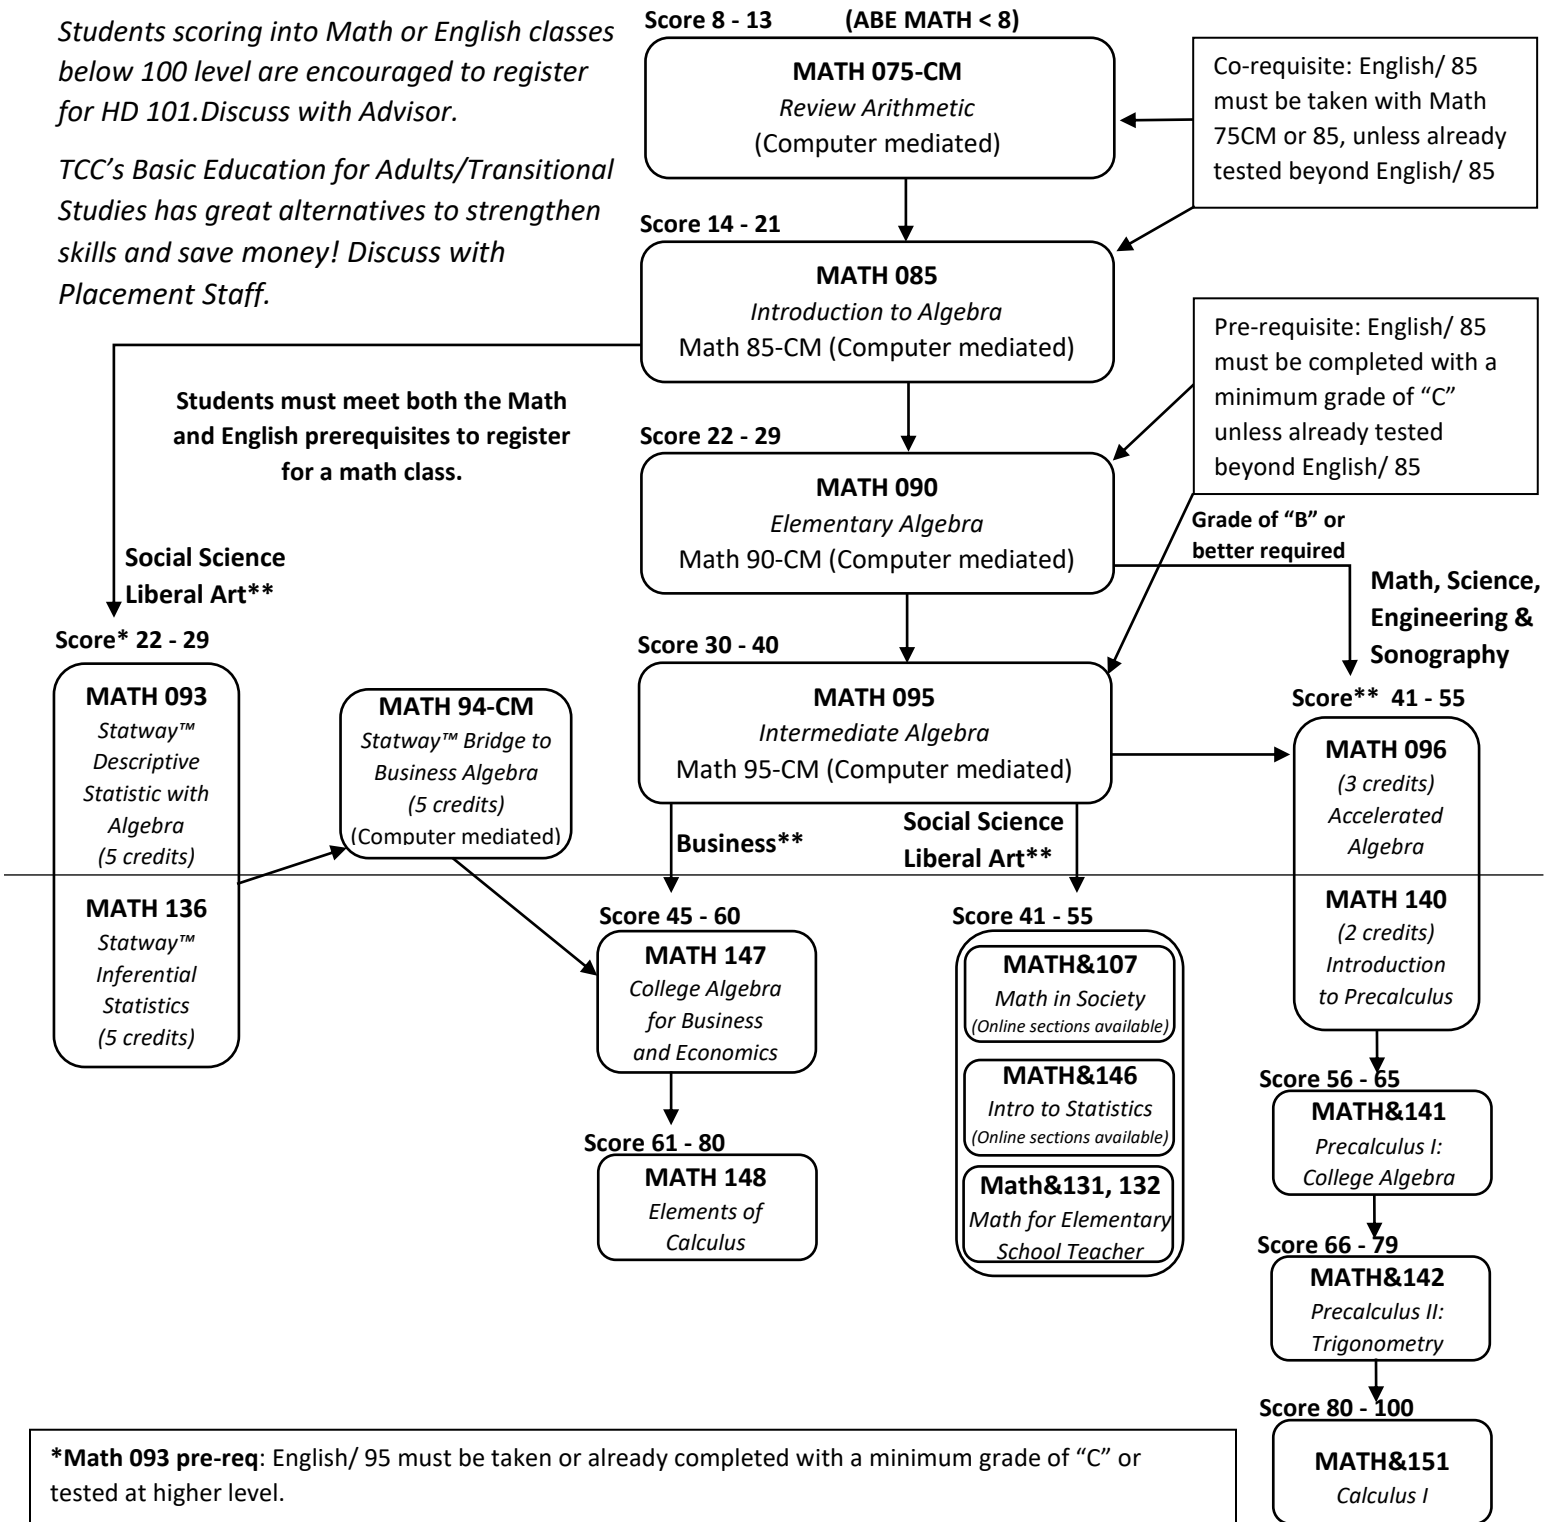 Students scoring into Math or English classes
below 100 level are encouraged to register
for HD 101.Discuss with Advisor.
TCC’s Basic Education for Adults/Transitional
Studies has great alternatives to strengthen
skills and save money! Discuss with
Placement Staff.
Score 8 - 13 (ABE MATH < 8)
MATH 075-CM
Review Arithmetic
(Computer mediated)
Co-requisite: English/ 85
must be taken with Math
75CM or 85, unless already
tested beyond English/ 85
Score 14 - 21
MATH 085
Introduction to Algebra
Math 85-CM (Computer mediated)
Pre-requisite: English/ 85
must be completed with a
minimum grade of “C”
unless already tested
beyond English/ 85
Students must meet both the Math
and English prerequisites to register
for a math class.
Score 22 - 29
MATH 090
Elementary Algebra
Math 90-CM (Computer mediated)
Grade of “B” or
better required
Social Science
Liberal Art**
Math, Science,
Engineering &
Sonography
Score* 22 - 29
MATH 093
Statway™
Descriptive
Statistic with
Algebra
(5 credits)
MATH 136
Statway™
Inferential
Statistics
(5 credits)
MATH 94-CM
Statway™ Bridge to
Business Algebra
(5 credits)
(Computer mediated)
Score 30 - 40
MATH 095
Intermediate Algebra
Math 95-CM (Computer mediated)
Score** 41 - 55
MATH 096
(3 credits)
Accelerated
Algebra
MATH 140
(2 credits)
Introduction
to Precalculus
Business**
Social Science
Liberal Art**
Score 45 - 60
MATH 147
College Algebra
for Business
and Economics
Score 61 - 80
MATH 148
Elements of
Calculus
Score 41 - 55
MATH&107
Math in Society
(Online sections available)
MATH&146
Intro to Statistics
(Online sections available)
Math&131, 132
Math for Elementary
School Teacher
Score 56 - 65
MATH&141
Precalculus I:
College Algebra
Score 66 - 79
MATH&142
Precalculus II:
Trigonometry
Score 80 - 100
MATH&151
Calculus I
*Math 093 pre-req: English/ 95 must be taken or already completed with a minimum grade of “C” or
tested at higher level.